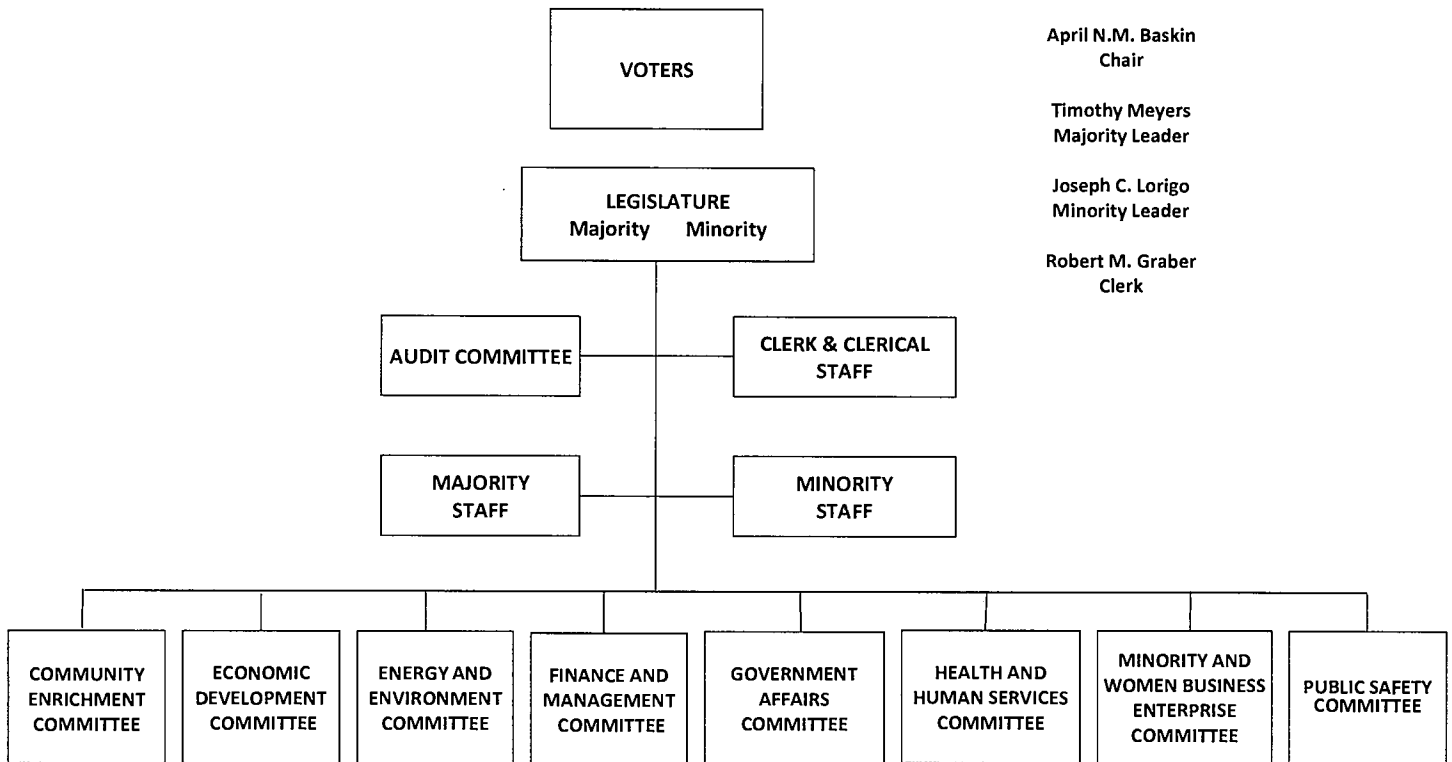 VOTERS
April N.M. Baskin
Chair
Timothy Meyers
Majority Leader
Joseph C. Lorigo
Minority Leader
Robert M. Graber
Clerk
LEGISLATURE
Majority Minority
AUDIT COMMITTEE
CLERK & CLERICAL
STAFF
MAJORITY
STAFF
MINORITY
STAFF
COMMUNITY
ENRICHMENT
COMMITTEE
ECONOMIC
DEVELOPMENT
COMMITTEE
ENERGY AND
ENVIRONMENT
COMMITTEE
FINANCE AND
MANAGEMENT
COMMITTEE
GOVERNMENT
AFFAIRS
COMMITTEE
HEALTH AND
HUMAN SERVICES
COMMITTEE
MINORITY AND
WOMEN BUSINESS
ENTERPRISE
COMMITTEE
PUBLIC SAFETY
COMMITTEE